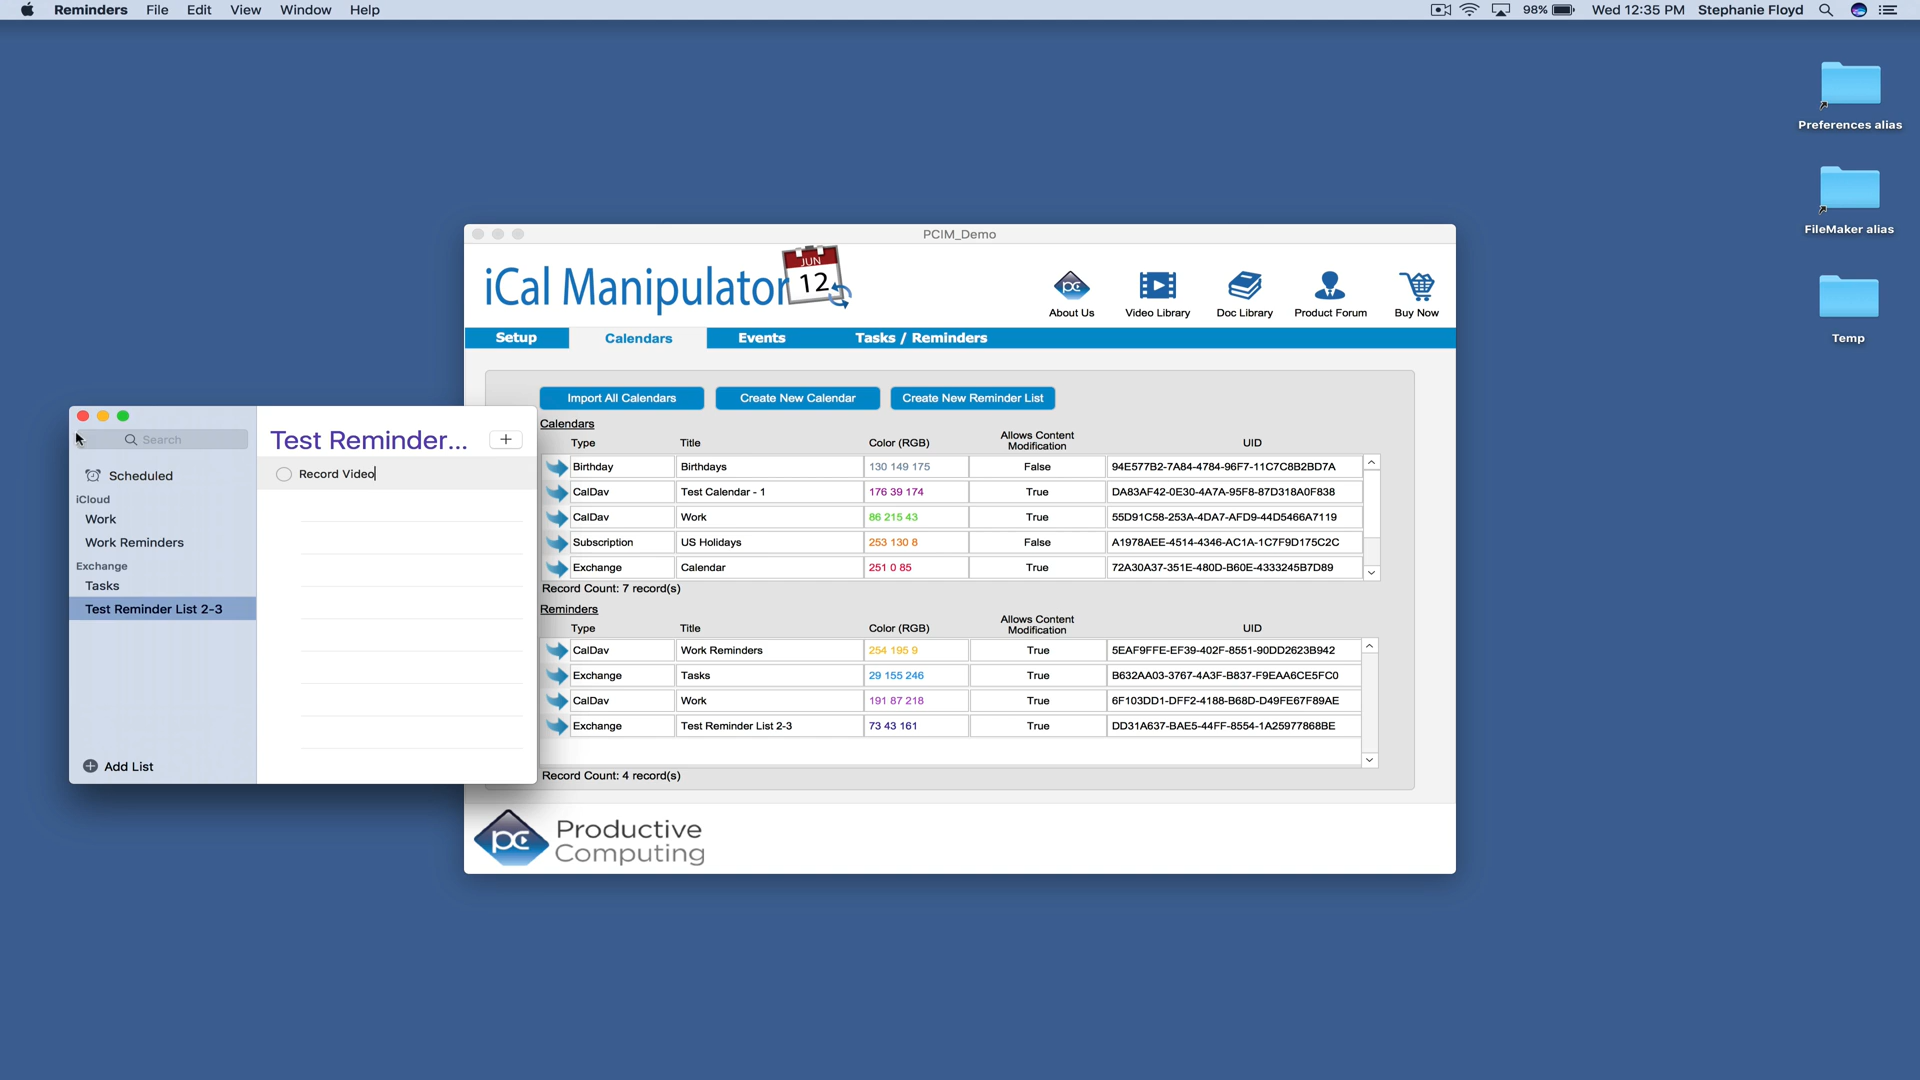 Reminders File Edit View Window Help
98% Wed 12:35 PM Stephanie Floyd
Preferences alias
FileMaker alias
Temp
PCIM_Demo
iCal Manipulator
JUN
12
About Us Video Library Doc Library Product Forum Buy Now
Setup Calendars Events Tasks / Reminders
Import All Calendars Create New Calendar Create New Reminder List
Calendars
Type Title Color (RGB) Allows Content Modification UID
Birthday Birthdays 130 149 175 False 94E577B2-7A84-4784-96F7-11C7C8B2BD7A
CalDav Test Calendar - 1 176 39 174 True DA83AF42-0E30-4A7A-95F8-87D318A0F838
CalDav Work 86 215 43 True 55D91C58-253A-4DA7-AFD9-44D5466A7119
Subscription US Holidays 253 130 8 False A1978AEE-4514-4346-AC1A-1C7F9D175C2C
Exchange Calendar 251 0 85 True 72A30A37-351E-480D-B60E-4333245B7D89
Record Count: 7 record(s)
Reminders
Type Title Color (RGB) Allows Content Modification UID
CalDav Work Reminders 254 195 9 True 5EAF9FFE-EF39-402F-8551-90DD2623B942
Exchange Tasks 29 155 246 True B632AA03-3767-4A3F-B837-F9EAA6CE5FC0
CalDav Work 191 87 218 True 6F103DD1-DFF2-4188-B68D-D49FE67F89AE
Exchange Test Reminder List 2-3 73 43 161 True DD31A637-BAE5-44FF-8554-1A25977868BE
Record Count: 4 record(s)
pc Productive
Computing
Search
Scheduled
iCloud
Work
Work Reminders
Exchange
Tasks
Test Reminder List 2-3
Add List
Test Reminder...
Record Video